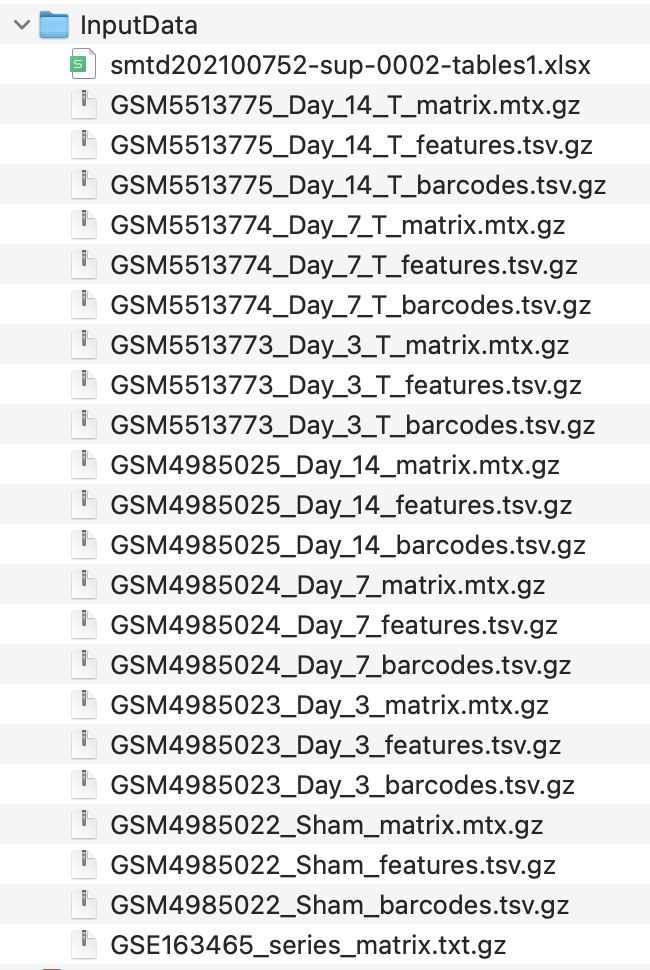 InputData
smtd202100752-sup-0002-tables1.xlsx
GSM5513775_Day_14_T_matrix.mtx.gz
GSM5513775_Day_14_T_features.tsv.gz
GSM5513775_Day_14_T_barcodes.tsv.gz
GSM5513774_Day_7_T_matrix.mtx.gz
GSM5513774_Day_7_T_features.tsv.gz
GSM5513774_Day_7_T_barcodes.tsv.gz
GSM5513773_Day_3_T_matrix.mtx.gz
GSM5513773_Day_3_T_features.tsv.gz
GSM5513773_Day_3_T_barcodes.tsv.gz
GSM4985025_Day_14_matrix.mtx.gz
GSM4985025_Day_14_features.tsv.gz
GSM4985025_Day_14_barcodes.tsv.gz
GSM4985024_Day_7_matrix.mtx.gz
GSM4985024_Day_7_features.tsv.gz
GSM4985024_Day_7_barcodes.tsv.gz
GSM4985023_Day_3_matrix.mtx.gz
GSM4985023_Day_3_features.tsv.gz
GSM4985023_Day_3_barcodes.tsv.gz
GSM4985022_Sham_matrix.mtx.gz
GSM4985022_Sham_features.tsv.gz
GSM4985022_Sham_barcodes.tsv.gz
GSE163465_series_matrix.txt.gz